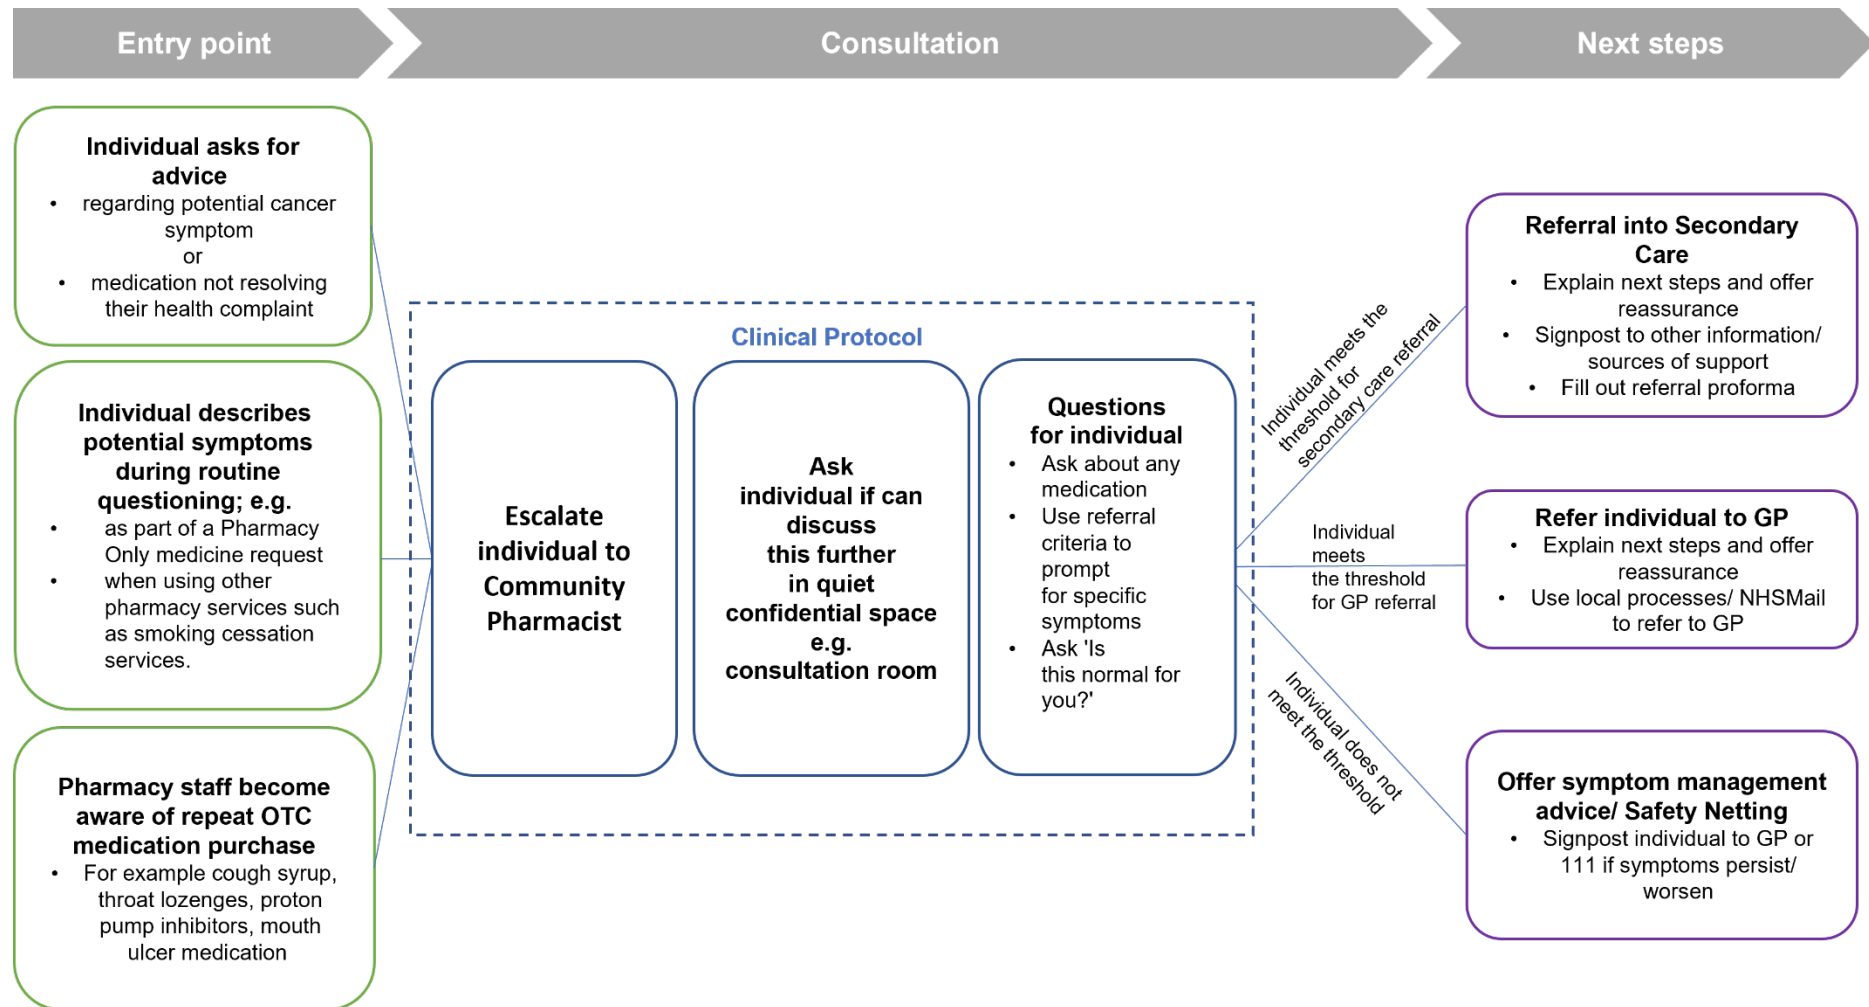 Entry point
Consultation
Next steps
Individual asks for
advice
• regarding potential cancer
symptom
or
• medication not resolving
their health complaint
Individual describes
potential symptoms
during routine
questioning; e.g.
• as part of a Pharmacy
Only medicine request
• when using other
pharmacy services such
as smoking cessation
services.
Pharmacy staff become
aware of repeat OTC
medication purchase
• For example cough syrup,
throat lozenges, proton
pump inhibitors, mouth
ulcer medication
Clinical Protocol
Escalate
individual to
Community
Pharmacist
Ask
individual if can
discuss
this further
in quiet
confidential space
e.g.
consultation room
Questions
for individual
• Ask about any
medication
• Use referral
criteria to
prompt
for specific
symptoms
• Ask 'Is
this normal for
you?'
Individual meets the
threshold for
secondary care referral
Individual
meets
the threshold
for GP referral
Individual does not
meet the threshold
Referral into Secondary
Care
• Explain next steps and offer
reassurance
• Signpost to other information/
sources of support
• Fill out referral proforma
Refer individual to GP
• Explain next steps and offer
reassurance
• Use local processes/ NHSMail
to refer to GP
Offer symptom management
advice/ Safety Netting
• Signpost individual to GP or
111 if symptoms persist/
worsen